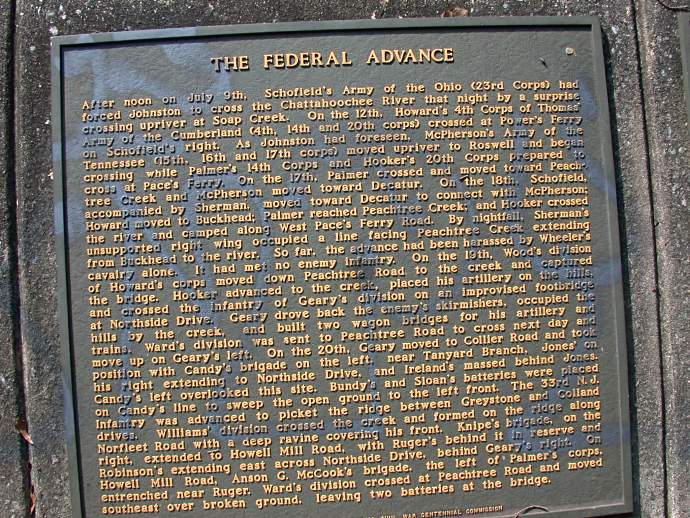 THE FEDERAL ADVANCE
After noon on July 9th, Schofield's Army of the Ohio (23rd Corps) had
forced Johnston to cross the Chattahoochee River that night by a surprise
crossing upriver at Soap Creek. On the 12th, Howard's 4th Corps of Thomas'
Army of the Cumberland (4th, 14th and 20th corps) crossed at Power's Ferry
on Schofield's right. As Johnston had foreseen, McPherson's Army of the
Tennessee (15th, 16th and 17th corps) moved upriver to Roswell and began
crossing while Palmer's 14th Corps and Hooker's 20th Corps prepared to
cross at Pace's Ferry. On the 17th, Palmer crossed and moved toward Peach-
tree Creek and McPherson moved toward Decatur. On the 18th, Schofield,
accompanied by Sherman, moved toward Decatur to connect with McPherson;
Howard moved to Buckhead; Palmer reached Peachtree Creek; and Hooker crossed
the river and camped along West Pace's Ferry Road. By nightfall, Sherman's
unsupported right wing occupied a line facing Peachtree Creek extending
from Buckhead to the river. So far, the advance had been harassed by Wheeler's
cavalry alone. It had met no enemy infantry. On the 19th, Wood's division
of Howard's corps moved down Peachtree Road to the creek and captured
the bridge. Hooker advanced to the creek, placed his artillery on the hills,
and crossed the infantry of Geary's division on an improvised footbridge
at Northside Drive. Geary drove back the enemy's skirmishers, occupied the
hills by the creek, and built two wagon bridges for his artillery and
trains. Ward's division was sent to Peachtree Road to cross next day and
move up on Geary's left. On the 20th, Geary moved to Collier Road and took
position with Candy's brigade on the left, near Tanyard Branch, Jones' on
his right extending to Northside Drive, and Ireland's massed behind Jones.
Candy's left overlooked this site. Bundy's and Sloan's batteries were placed
on Candy's line to sweep the open ground to the left front. The 33rd N.J.
Infantry was advanced to picket the ridge between Greystone and Colland
drives. Williams' division crossed the creek and formed on the ridge along
Norfleet Road with a deep ravine covering his front. Knipe's brigade, on the
right, extended to Howell Mill Road, with Ruger's behind it in reserve and
Robinson's extending east across Northside Drive, behind Geary's right. On
Howell Mill Road, Anson G. McCook's brigade, the left of Palmer's corps,
entrenched near Ruger. Ward's division crossed at Peachtree Road and moved
southeast over broken ground, leaving two batteries at the bridge.
CIVIL WAR CENTENNIAL COMMISSION